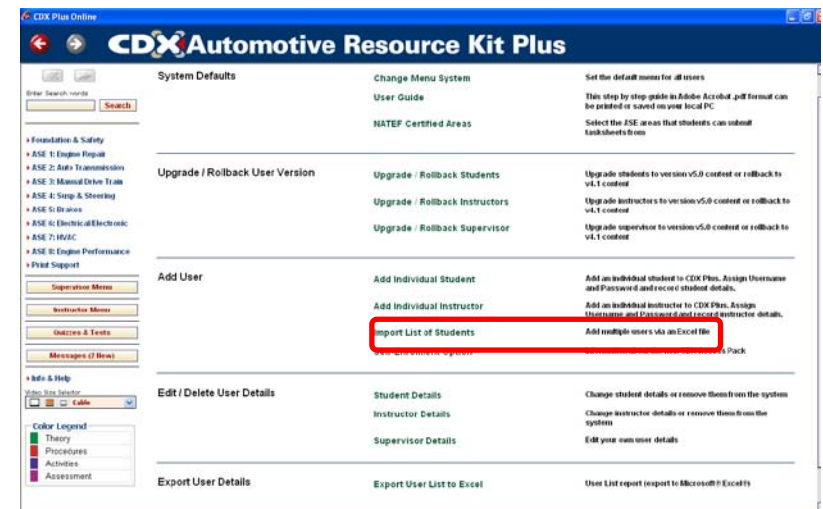 CDX Plus Online
CDX Automotive Resource Kit Plus
Enter Search words
Search
Foundation & Safety
ASE 1: Engine Repair
ASE 2: Auto Transmission
ASE 3: Manual Drive Train
ASE 4: Susp & Steering
ASE 5: Brakes
ASE 6: Electrical Electronic
ASE 7: HVAC
ASE 8: Engine Performance
Print Support
Supervisor Menu
Instructor Menu
Quizzes & Tests
Messages (2 New)
Info & Help
Video Size Selector
Cable
Color Legend
Theory
Procedures
Activities
Assessment
System Defaults
Change Menu System
Set the default menu for all users
User Guide
This step by step guide in Adobe Acrobat .pdf format can
be printed or saved on your local PC
NATEF Certified Areas
Select the ASE areas that students can submit
tasksheets from
Upgrade / Rollback User Version
Upgrade / Rollback Students
Upgrade students to version v5.0 content or rollback to
v4.1 content
Upgrade / Rollback Instructors
Upgrade instructors to version v5.0 content or rollback to
v4.1 content
Upgrade / Rollback Supervisor
Upgrade supervisor to version v5.0 content or rollback to
v4.1 content
Add User
Add Individual Student
Add an individual student to CDX Plus. Assign Username
and Password and record student details.
Add Individual Instructor
Add an individual instructor to CDX Plus. Assign
Username and Password and record instructor details.
Import List of Students
Add multiple users via an Excel file
Self-Enrolment Option
Pack
Edit / Delete User Details
Student Details
Change student details or remove them from the system
Instructor Details
Change instructor details or remove them from the
system
Supervisor Details
Edit your own user details
Export User Details
Export User List to Excel
User List report (export to Microsoft® Excel®)